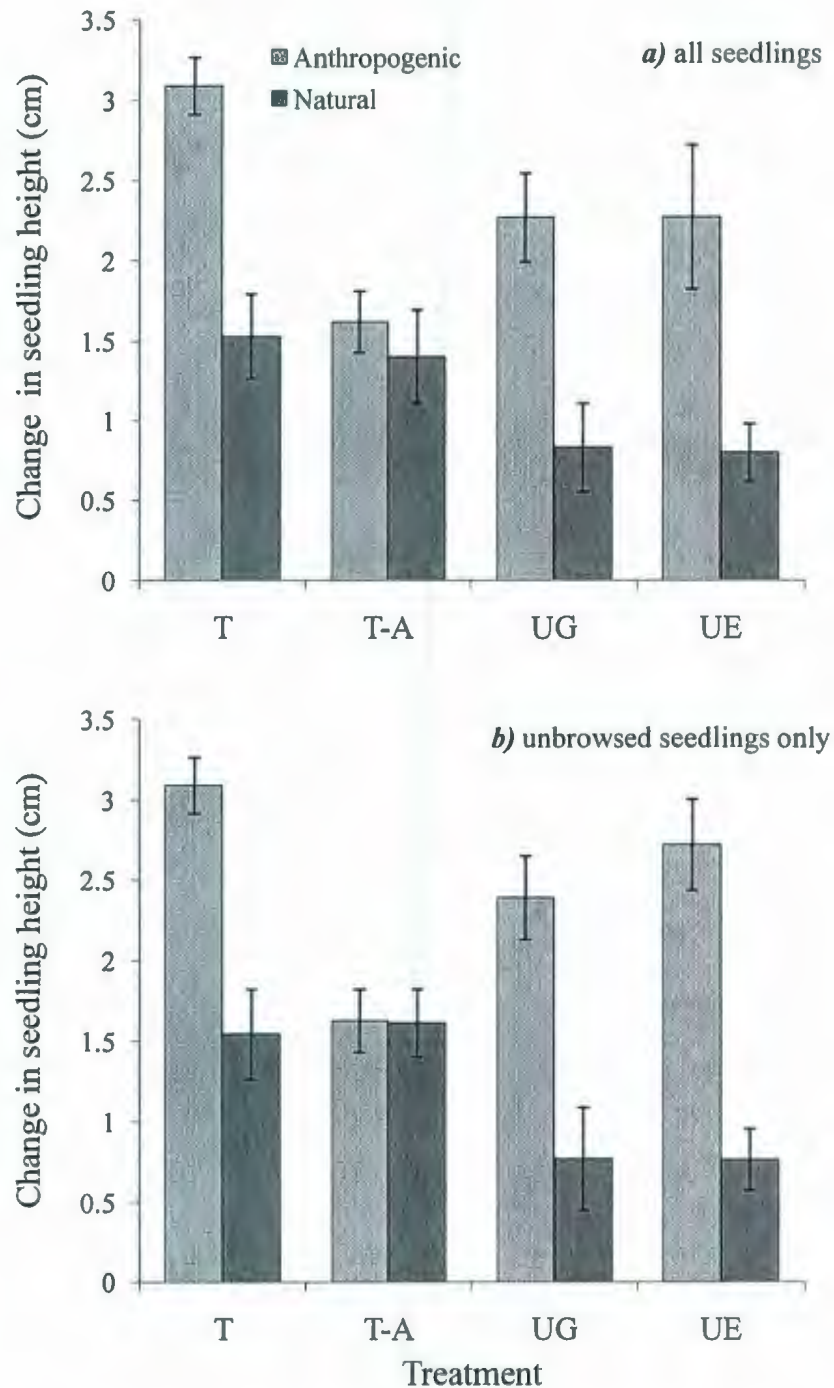 3.5
3
2.5
2
1.5
1
0.5
0
Change in seedling height (cm)
Anthropogenic
Natural
a) all seedlings
T T-A UG UE
3.5
3
2.5
2
1.5
1
0.5
0
Change in seedling height (cm)
b) unbrowsed seedlings only
T T-A UG UE
Treatment